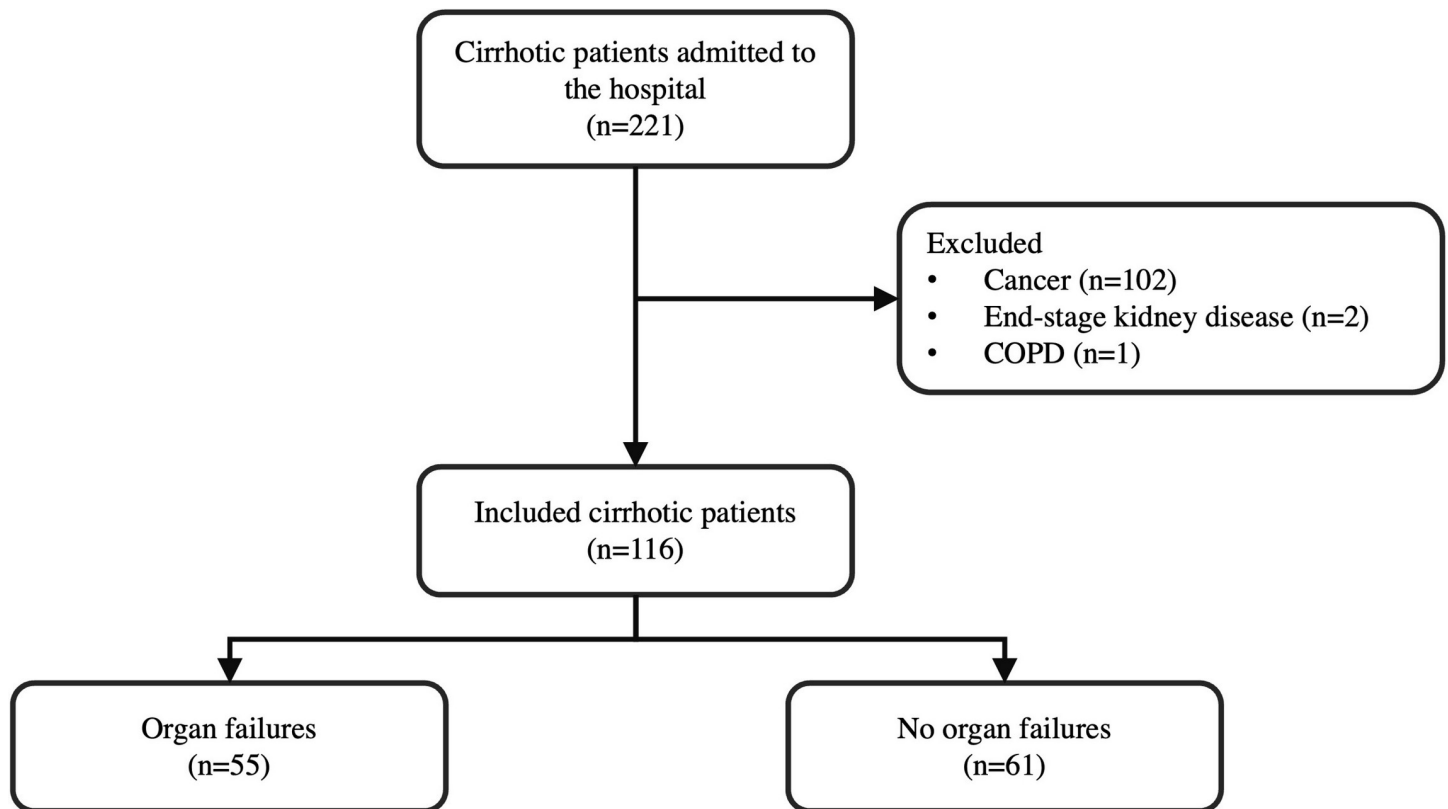 Cirrhotic patients admitted to
the hospital
(n=221)
Excluded
• Cancer (n=102)
• End-stage kidney disease (n=2)
• COPD (n=1)
Included cirrhotic patients
(n=116)
Organ failures
(n=55)
No organ failures
(n=61)